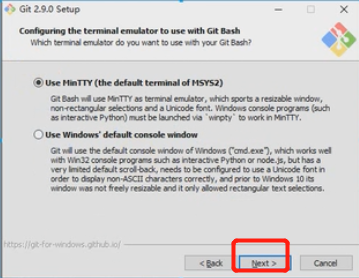 Git 2.9.0 Setup
Configuring the terminal emulator to use with Git Bash
Which terminal emulator do you want to use with your Git Bash?
Use MinTTY (the default terminal of MSYS2)
Git Bash will use MinTTY as terminal emulator, which sports a resizable window,
non-rectangular selections and a Unicode font. Windows console programs (such
as interactive Python) must be launched via `winpty` to work in MinTTY.
Use Windows' default console window
Git will use the default console window of Windows ("cmd.exe"), which works well
with Win32 console programs such as interactive Python or node.js, but has a
very limited default scroll-back, needs to be configured to use a Unicode font in
order to display non-ASCII characters correctly, and prior to Windows 10 its
window was not freely resizable and it only allowed rectangular text selections.
https://git-for-windows.github.io/
< Back
Next >
Cancel